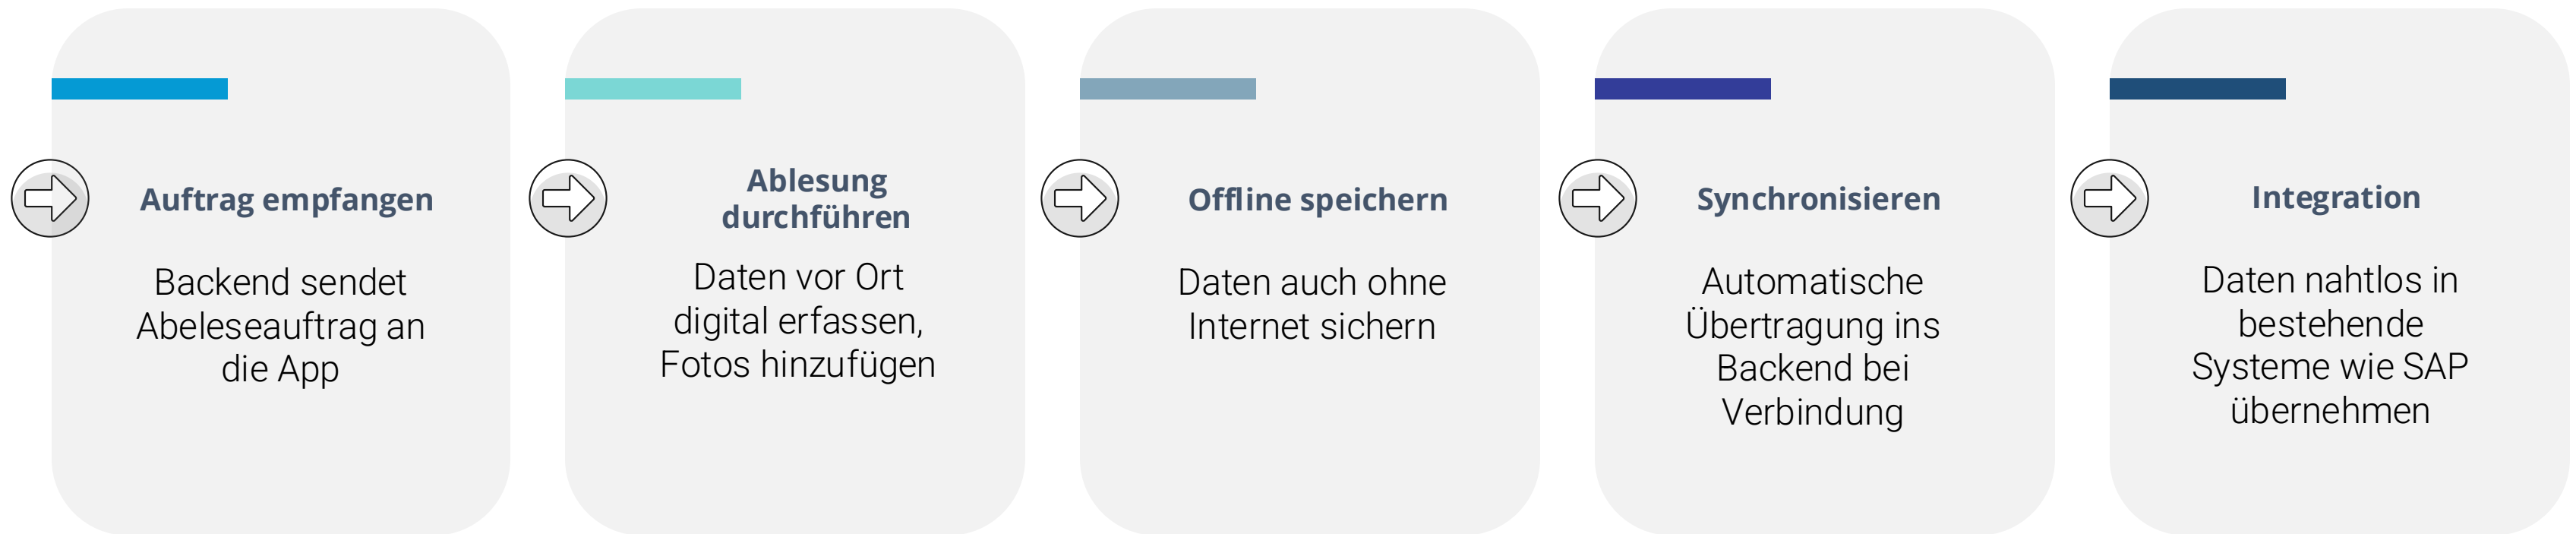 Auftrag empfangen
Backend sendet
Abeleseauftrag an
die App
Ablesung
durchführen
Daten vor Ort
digital erfassen,
Fotos hinzufügen
Offline speichern
Daten auch ohne
Internet sichern
Synchronisieren
Automatische
Übertragung ins
Backend bei
Verbindung
Integration
Daten nahtlos in
bestehende
Systeme wie SAP
übernehmen